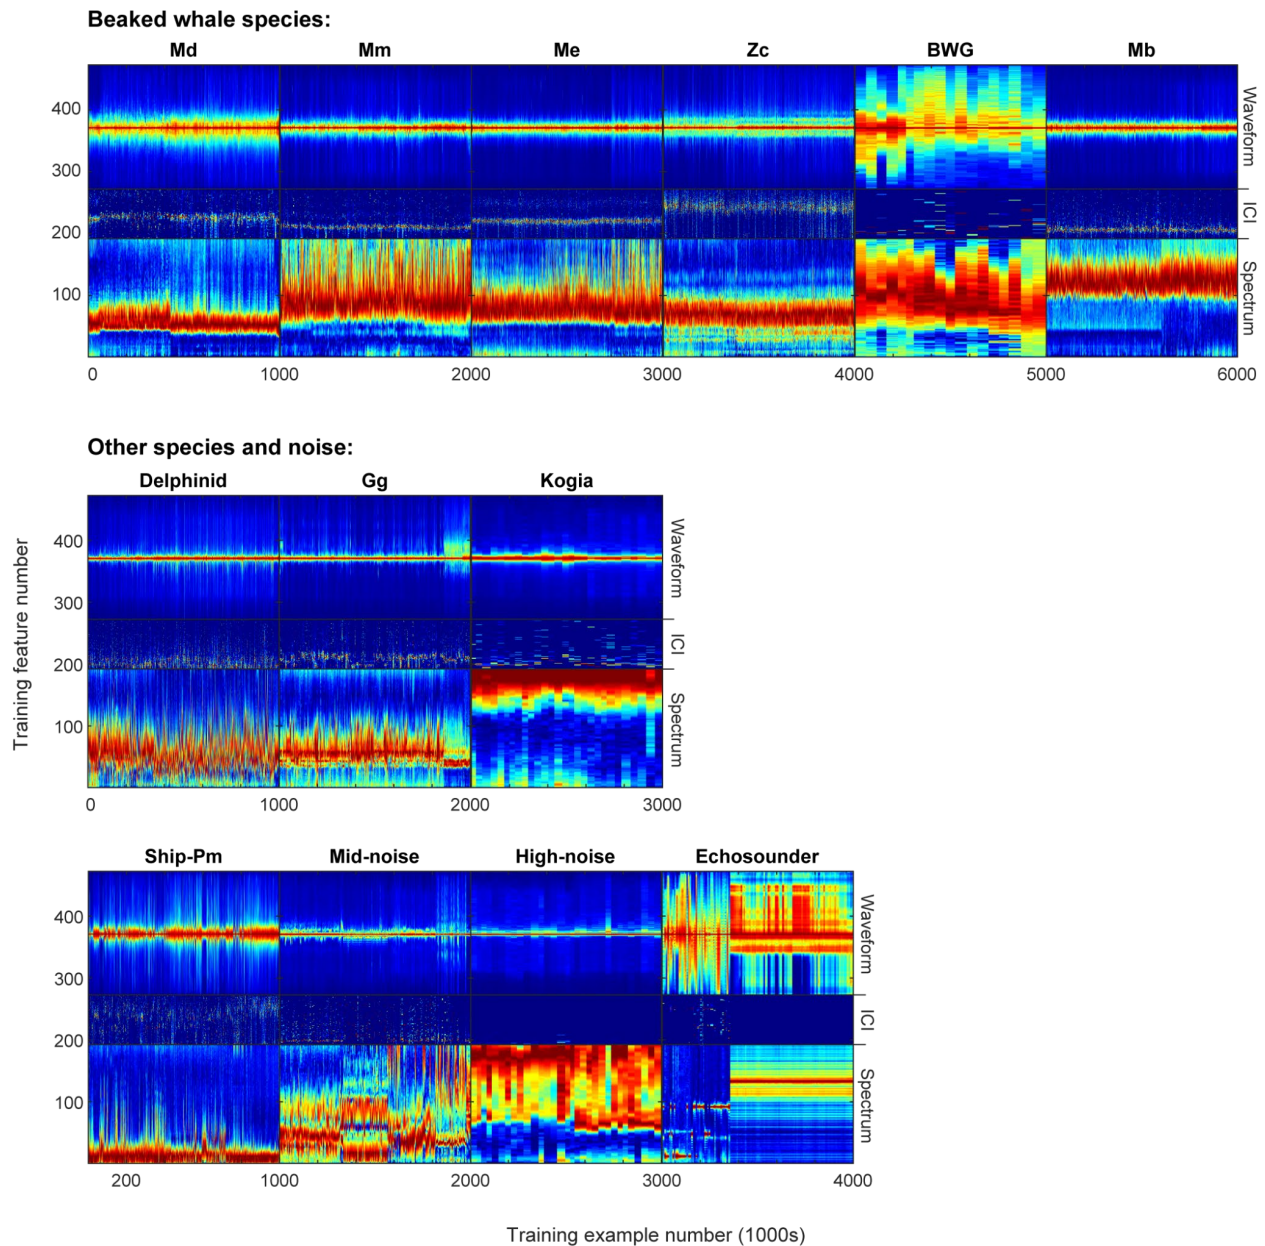 Beaked whale species:
Md Mm Me Zc BWG Mb
400
300
200
100
Waveform
ICI
Spectrum
0 1000 2000 3000 4000 5000 6000
Other species and noise:
Delphinid Gg Kogia
400
300
200
100
Waveform
ICI
Spectrum
0 1000 2000 3000
Training feature number
Ship-Pm Mid-noise High-noise Echosounder
400
300
200
100
Waveform
ICI
Spectrum
200 1000 2000 3000 4000
Training example number (1000s)